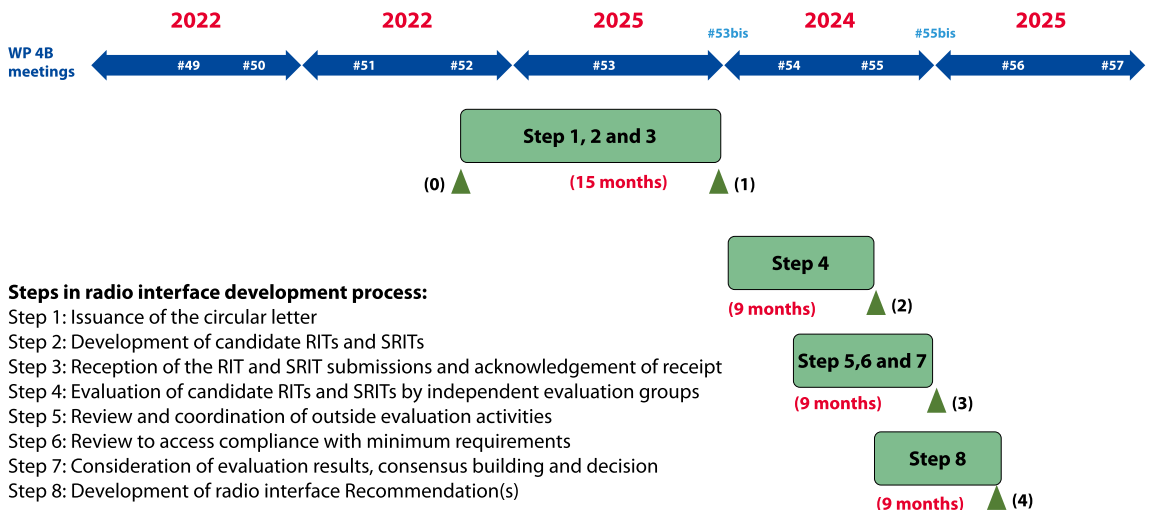 2022 2022 2025 2024 2025
#53bis #55bis
WP 4B
meetings
#49 #50 #51 #52 #53 #54 #55 #56 #57
Step 1, 2 and 3
(0) (15 months) (1)
Step 4
(9 months) (2)
Step 5,6 and 7
(9 months) (3)
Step 8
(9 months) (4)
Steps in radio interface development process:
Step 1: Issuance of the circular letter
Step 2: Development of candidate RITs and SRITs
Step 3: Reception of the RIT and SRIT submissions and acknowledgement of receipt
Step 4: Evaluation of candidate RITs and SRITs by independent evaluation groups
Step 5: Review and coordination of outside evaluation activities
Step 6: Review to access compliance with minimum requirements
Step 7: Consideration of evaluation results, consensus building and decision
Step 8: Development of radio interface Recommendation(s)